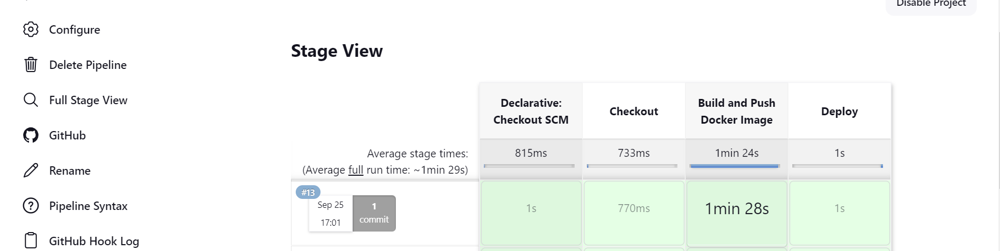 Disable Project
Configure
Delete Pipeline
Full Stage View
GitHub
Rename
Pipeline Syntax
GitHub Hook Log
Stage View
Declarative:
Checkout SCM
Checkout
Build and Push
Docker Image
Deploy
Average stage times:
(Average full run time: ~1min 29s)
815ms
733ms
1min 24s
1s
#13
Sep 25
17:01
1
commit
1s
770ms
1min 28s
1s